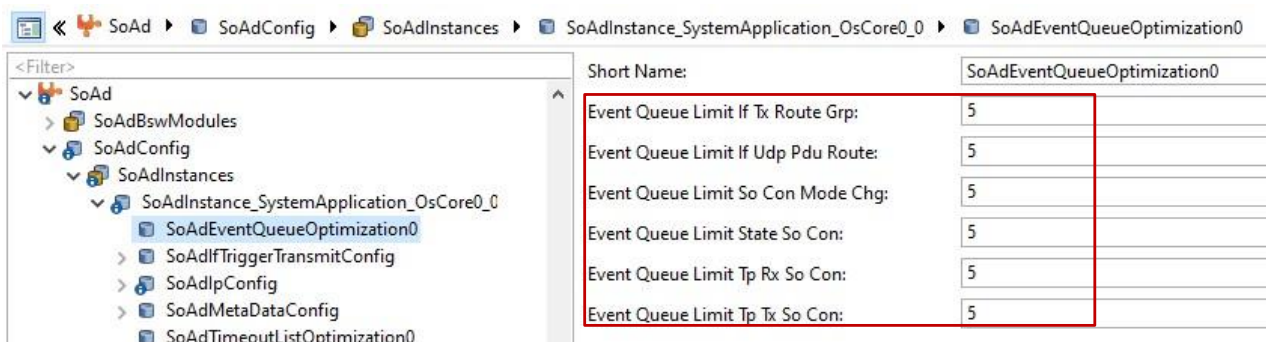 « SoAd SoAdConfig SoAdInstances SoAdInstance_SystemApplication_OsCore0_0 SoAdEventQueueOptimization0
<Filter>
SoAd
SoAdBswModules
SoAdConfig
SoAdInstances
SoAdInstance_SystemApplication_OsCore0_0
SoAdEventQueueOptimization0
SoAdIfTriggerTransmitConfig
SoAdIpConfig
SoAdMetaDataConfig
SoAdTimeoutListOptimization0
Short Name: SoAdEventQueueOptimization0
Event Queue Limit If Tx Route Grp: 5
Event Queue Limit If Udp Pdu Route: 5
Event Queue Limit So Con Mode Chg: 5
Event Queue Limit State So Con: 5
Event Queue Limit Tp Rx So Con: 5
Event Queue Limit Tp Tx So Con: 5